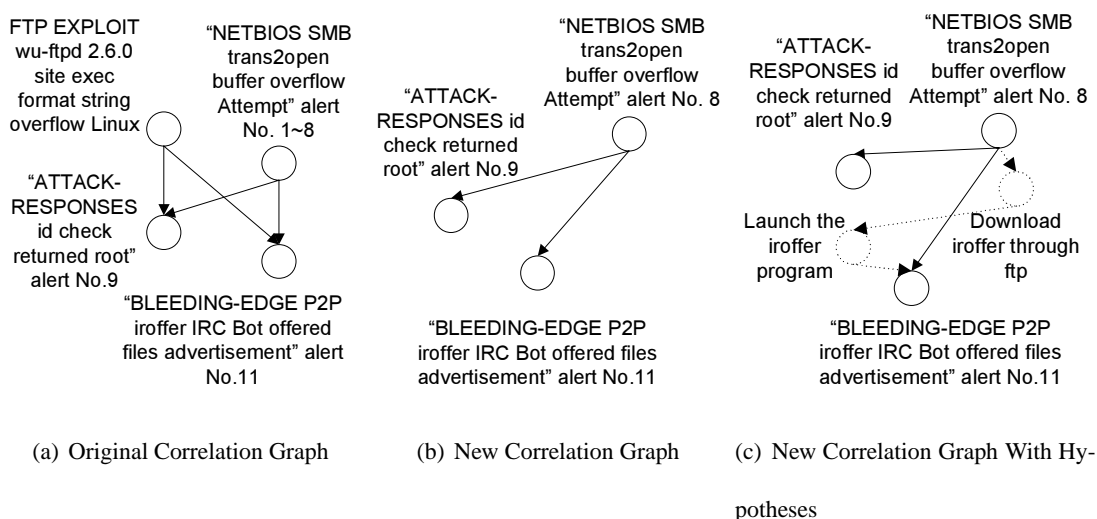 FTP EXPLOIT
wu-ftpd 2.6.0
site exec
format string
overflow Linux
“NETBIOS SMB
trans2open
buffer overflow
Attempt” alert
No. 1~8
“ATTACK-
RESPONSES
id check
returned root”
alert No.9
“BLEEDING-EDGE P2P
iroffer IRC Bot offered
files advertisement” alert
No.11
(a) Original Correlation Graph
“NETBIOS SMB
trans2open
buffer overflow
Attempt” alert No. 8
“ATTACK-
RESPONSES id
check returned
root” alert No.9
“BLEEDING-EDGE P2P
iroffer IRC Bot offered files
advertisement” alert No.11
(b) New Correlation Graph
“NETBIOS SMB
trans2open
buffer overflow
Attempt” alert No. 8
“ATTACK-
RESPONSES id
check returned
root” alert No.9
Launch the
iroffer
program
Download
iroffer through
ftp
“BLEEDING-EDGE P2P
iroffer IRC Bot offered files
advertisement” alert No.11
(c) New Correlation Graph With Hy-
potheses